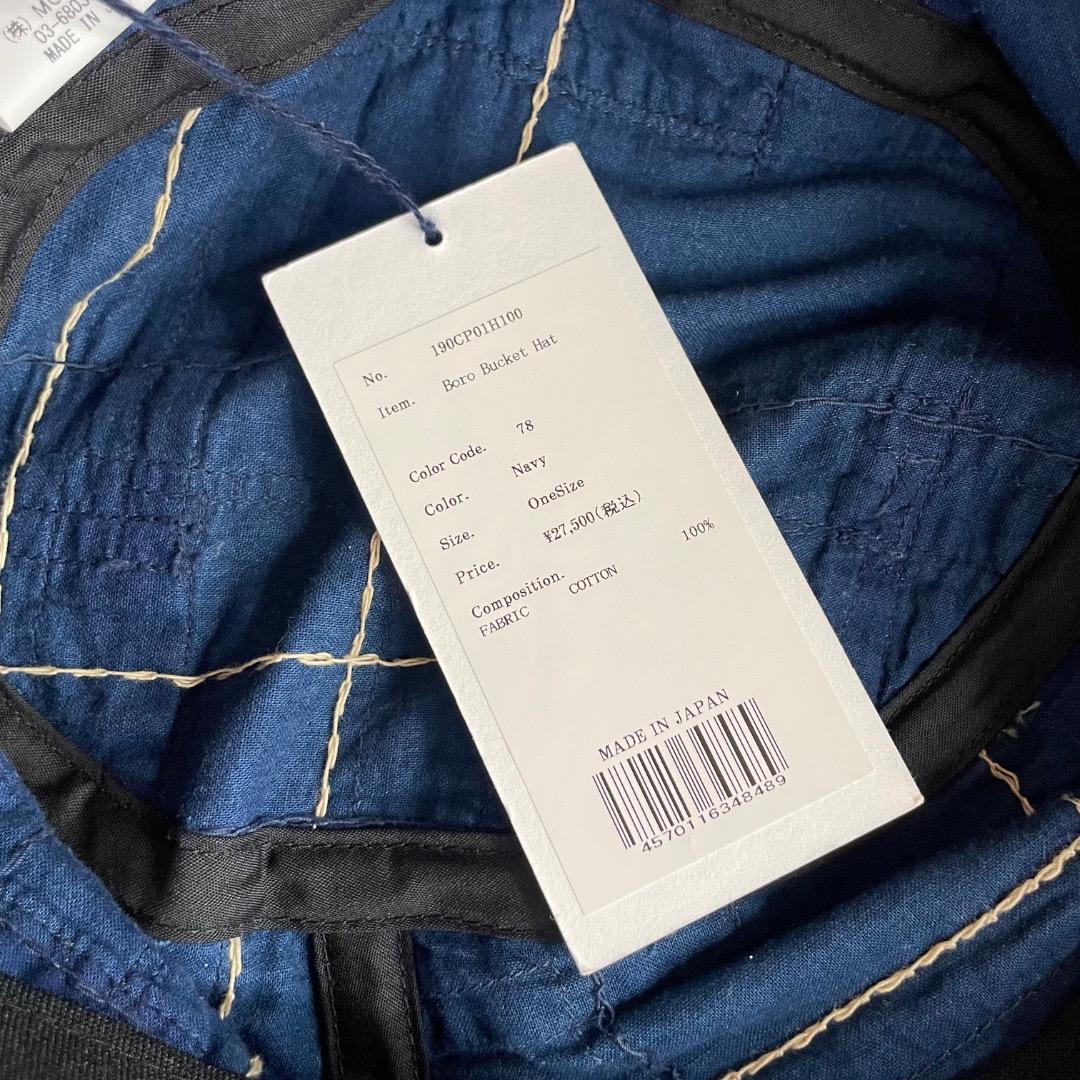 (株) MO
03-6803
MADE IN
No. 190CP01H100
Item. Boro Bucket Hat
Color Code. 78
Color. Navy
Size. OneSize
Price. ¥27,500(税込)
Composition.
FABRIC COTTON 100%
MADE IN JAPAN
4570116348489